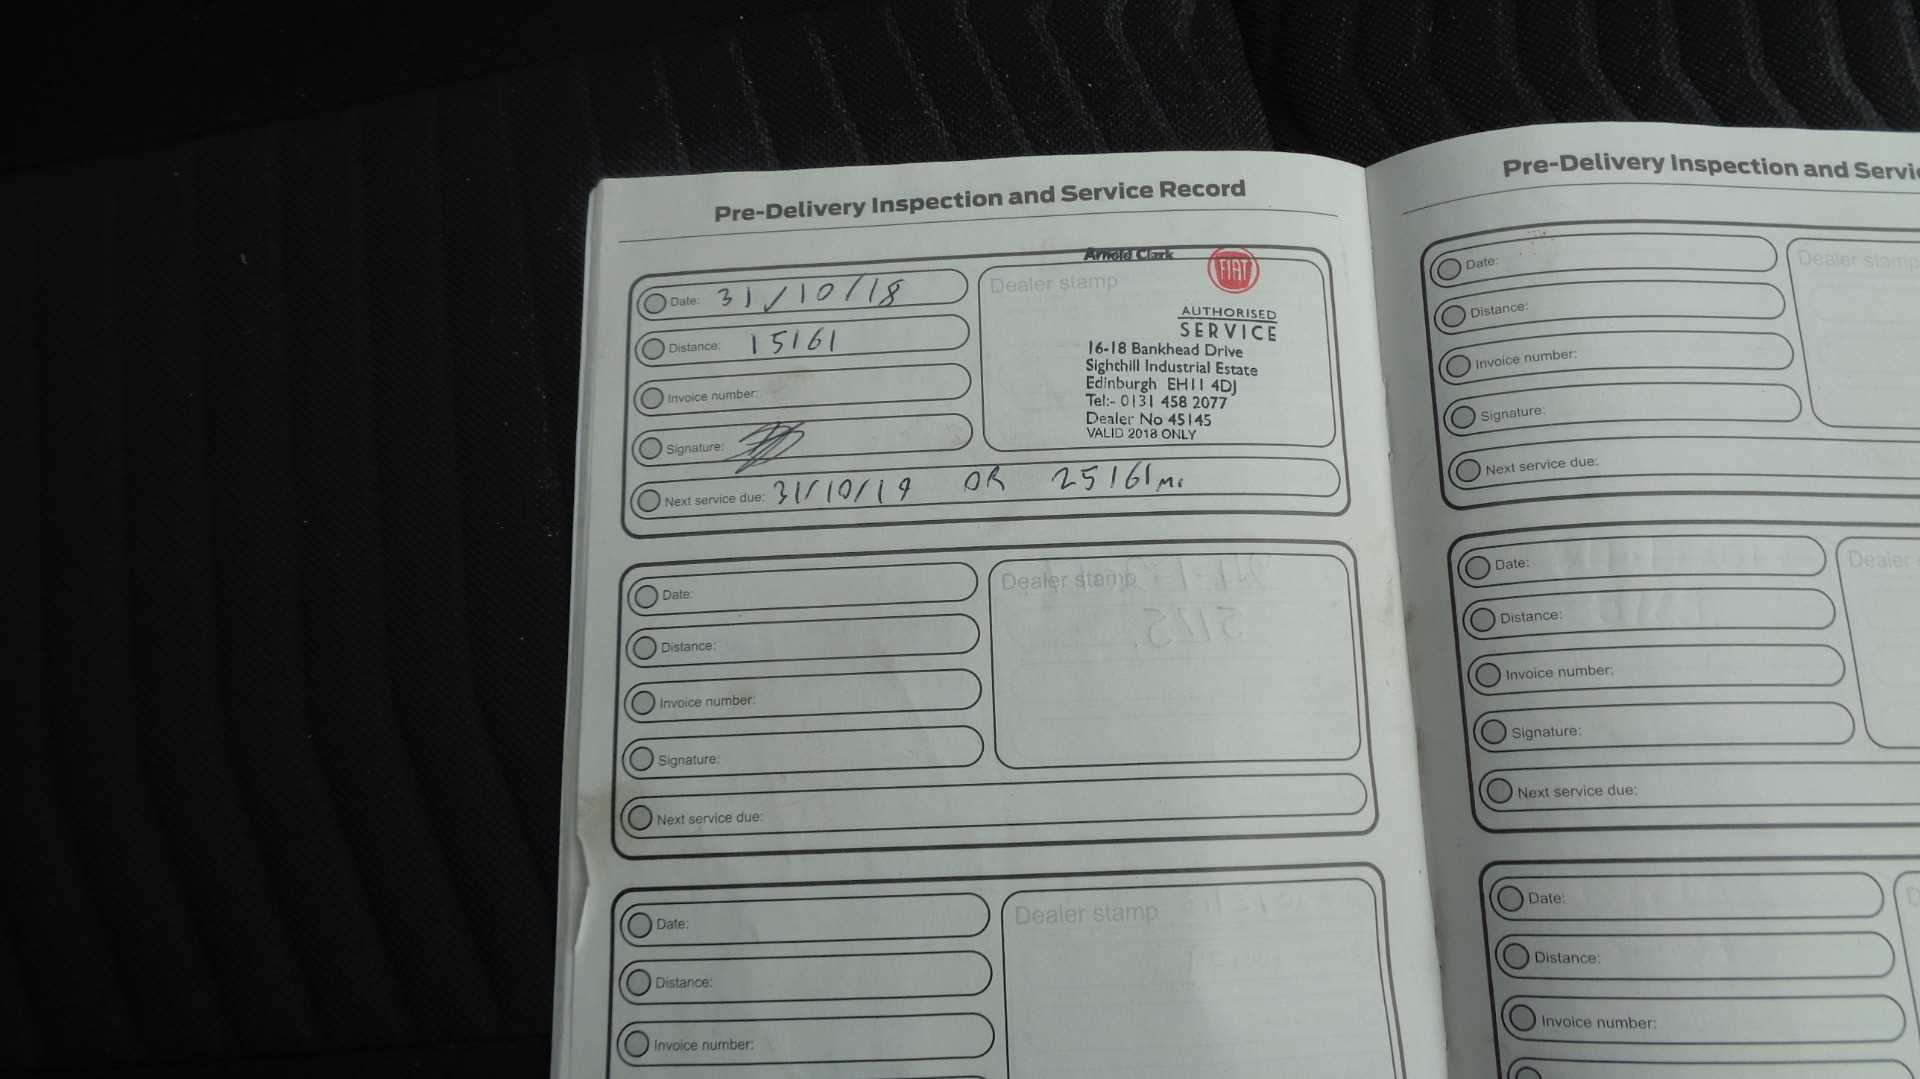 Pre-Delivery Inspection and Service Record
Date: 31/10/18
Distance: 15161
Invoice number:
Signature:
Next service due: 31/10/19 OR 25161 Mi
Dealer stamp
Arnold Clark
FIAT
AUTHORISED
SERVICE
16-18 Bankhead Drive
Sighthill Industrial Estate
Edinburgh EH11 4DJ
Tel:- 0131 458 2077
Dealer No 45145
VALID 2018 ONLY
Date:
Distance:
Invoice number:
Signature:
Next service due:
Dealer stamp
Date:
Distance:
Invoice number:
Dealer stamp
Pre-Delivery Inspection and Servic
Date:
Distance:
Invoice number:
Signature:
Next service due:
Dealer stamp
Date:
Distance:
Invoice number:
Signature:
Next service due:
Dealer
Date:
Distance:
Invoice number:
D